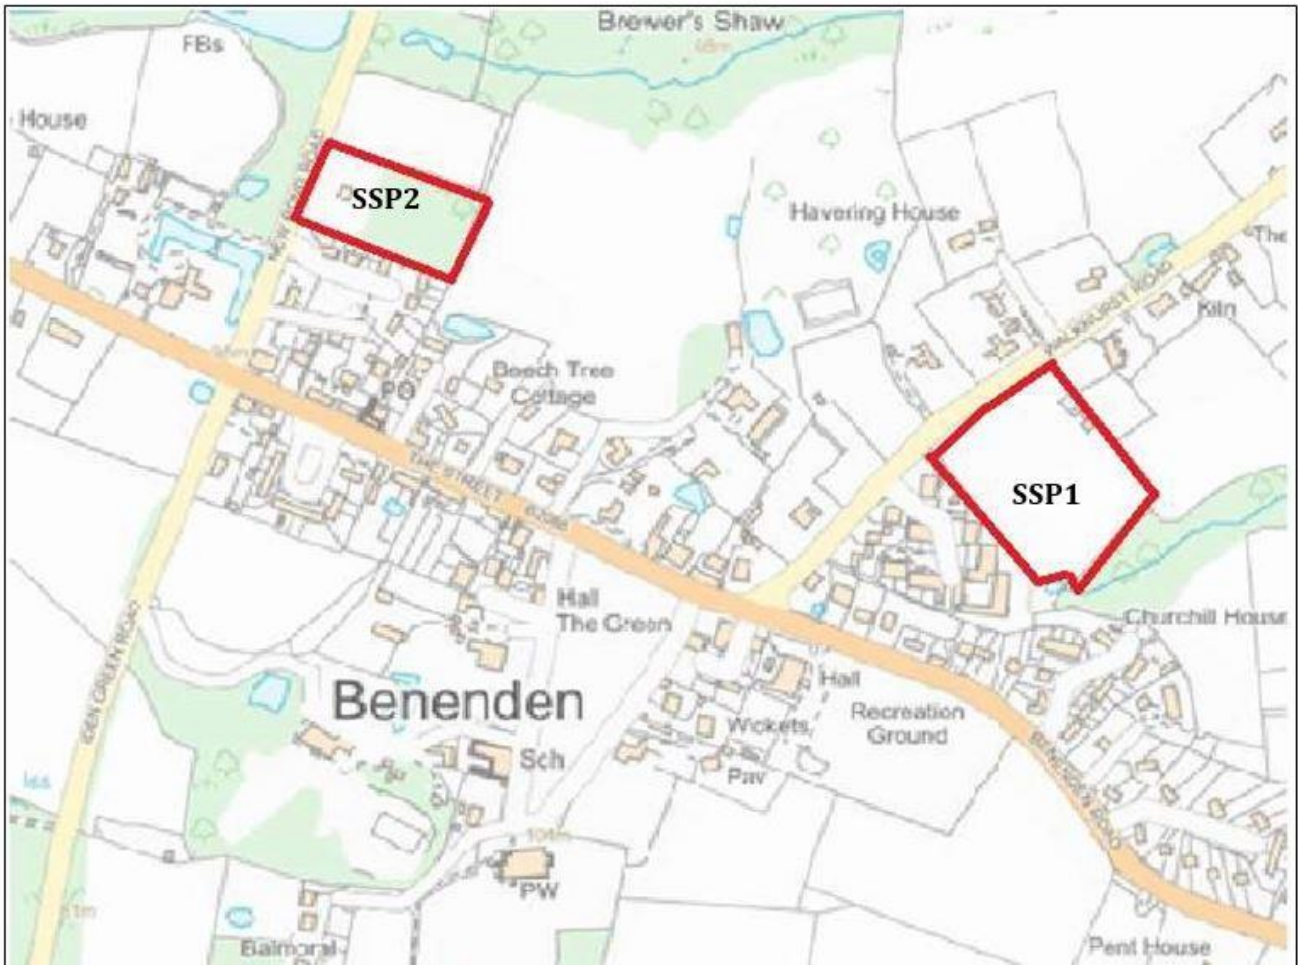 Brewer's Shaw
FBs
House
SSP2
Havering House
The
Kiln
Beech Tree
Cottage
PO
THE STREET
SSP1
Hall
The Green
Churchill House
Benenden
Hall
Recreation
Ground
Wickets
Sch
Pav
104m
PW
Balmoral
Pent House